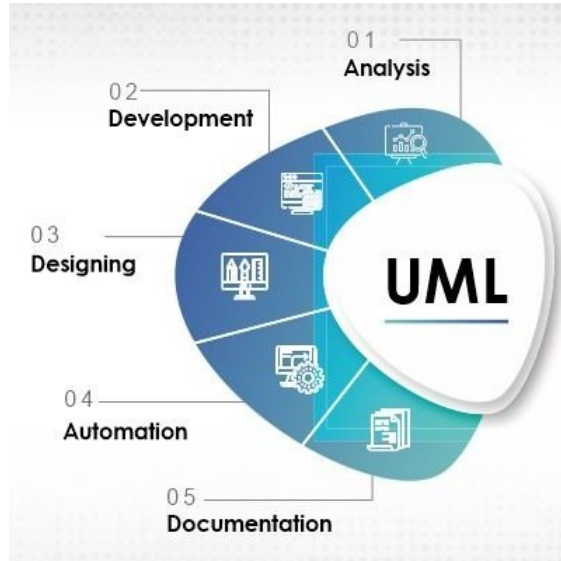 01
Analysis
02
Development
03
Designing
UML
04
Automation
05
Documentation